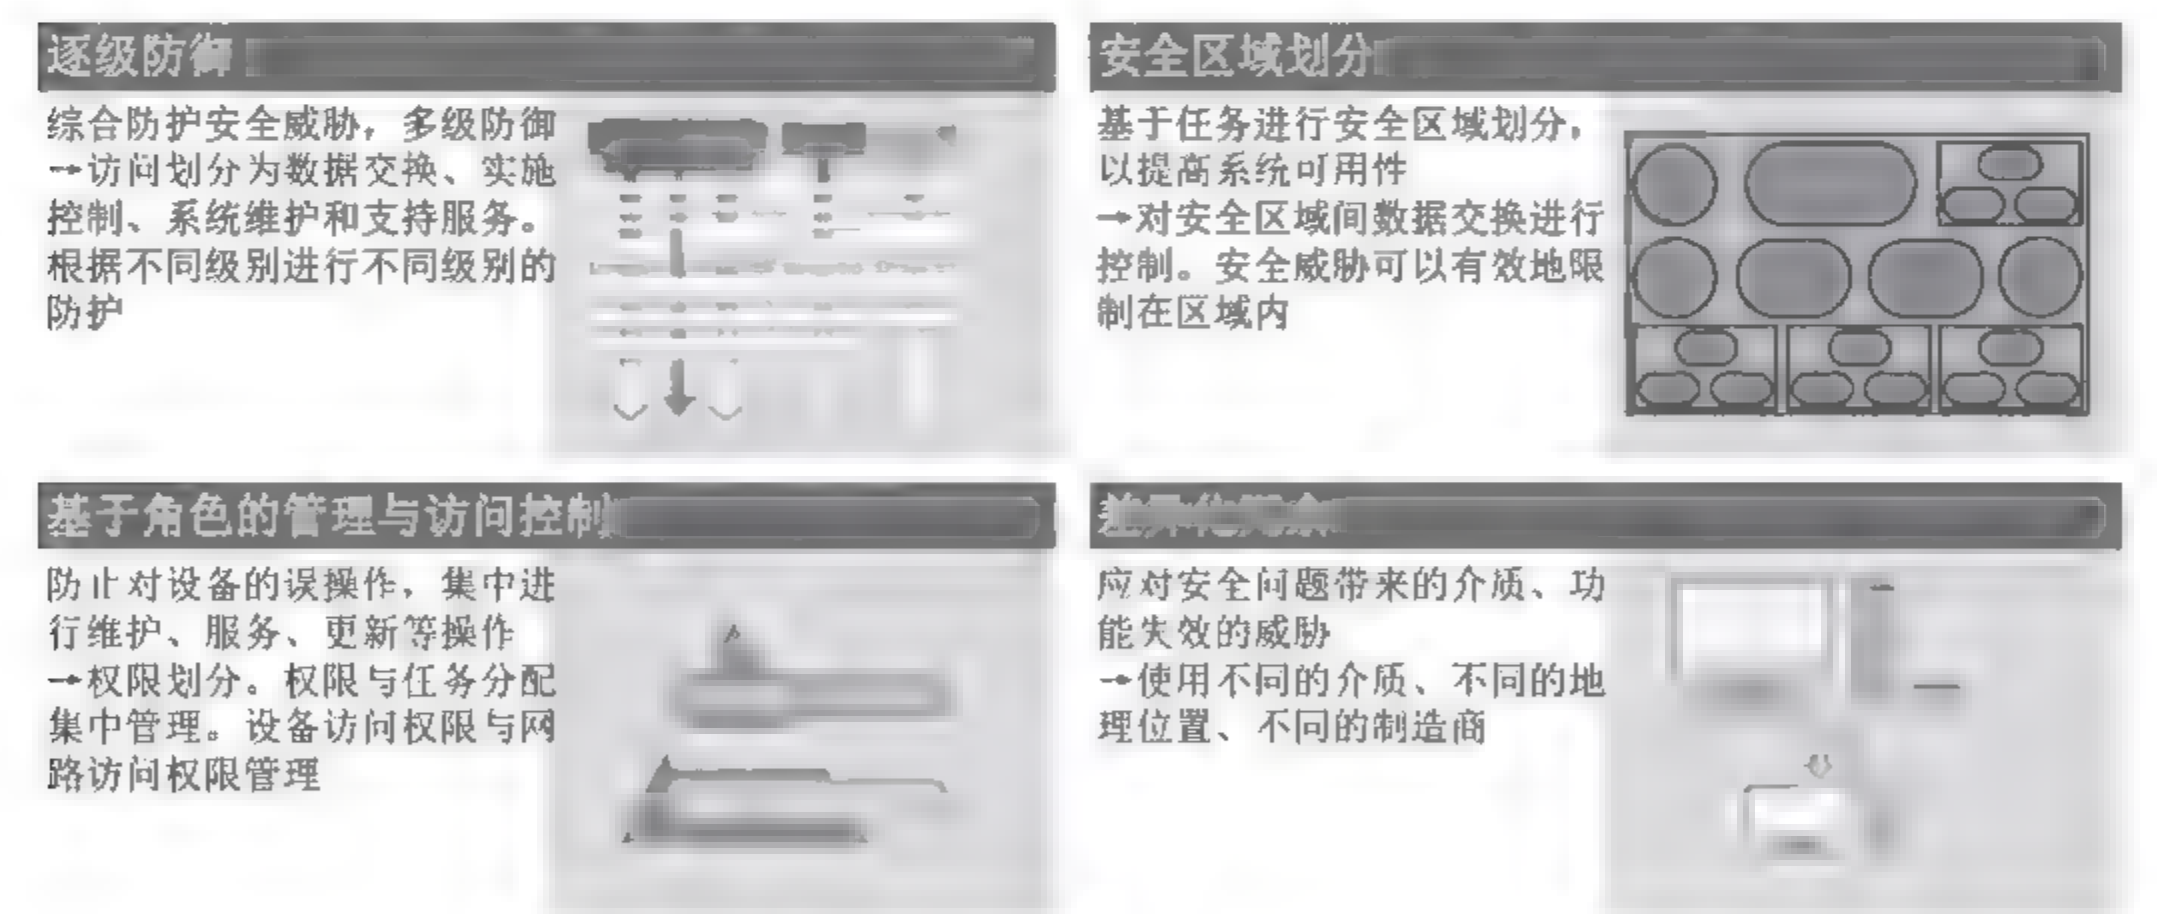 逐级防御
综合防护安全威胁，多级防御
→访问划分为数据交换、实施
控制、系统维护和支持服务。
根据不同级别进行不同级别的
防护
安全区域划分
基于任务进行安全区域划分，
以提高系统可用性
→对安全区域间数据交换进行
控制。安全威胁可以有效地限
制在区域内
基于角色的管理与访问控制
防止对设备的误操作，集中进
行维护、服务、更新等操作
→权限划分。权限与任务分配
集中管理。设备访问权限与网
路访问权限管理
应对安全问题带来的介质、功
能失效的威胁
→使用不同的介质、不同的地
理位置、不同的制造商